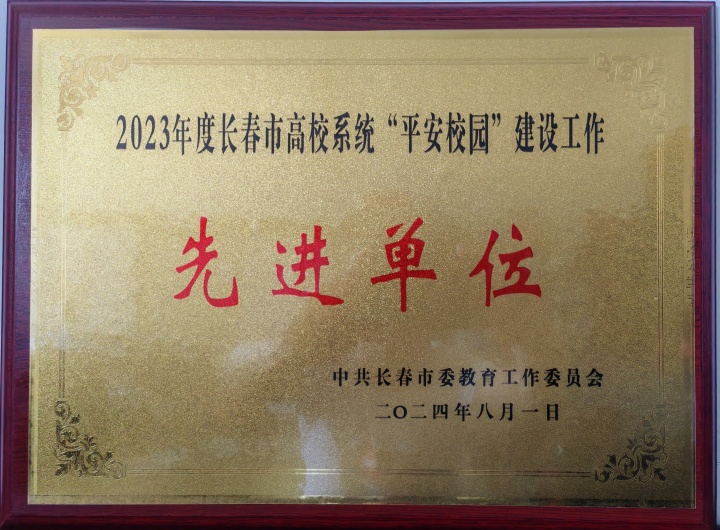 2023年度长春市高校系统“平安校园”建设工作
先进单位
中共长春市委教育工作委员会
二〇二四年八月一日